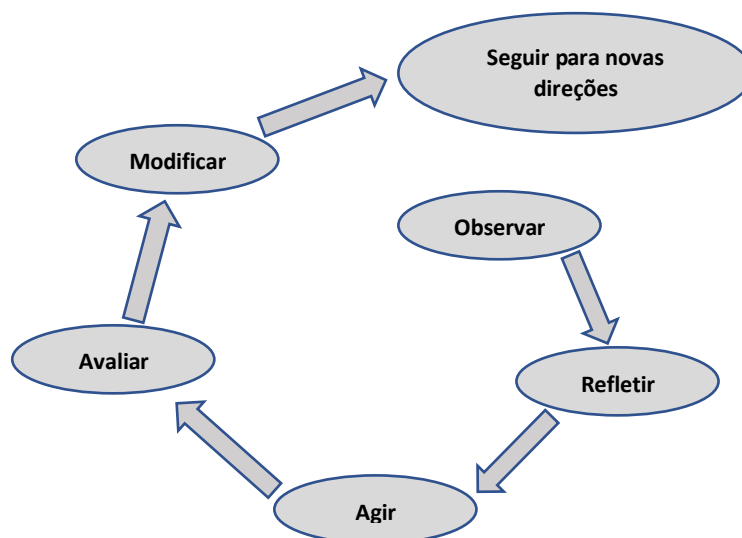 Seguir para novas
direções
Modificar
Observar
Avaliar
Refletir
Agir